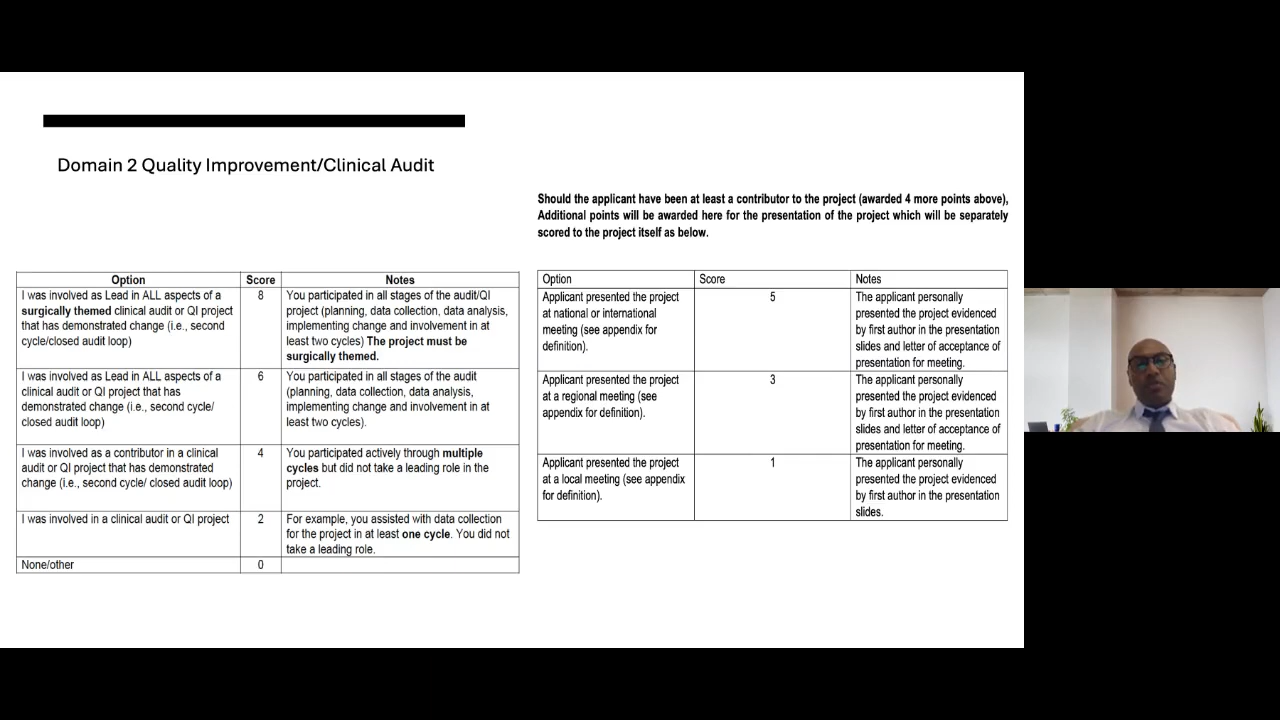 Domain 2 Quality Improvement/Clinical Audit
Should the applicant have been at least a contributor to the project (awarded 4 more points above),
Additional points will be awarded here for the presentation of the project which will be separately
scored to the project itself as below.
Option Score Notes
I was involved as Lead in ALL aspects of a
surgically themed clinical audit or QI project
that has demonstrated change (i.e., second
cycle/closed audit loop)
8
You participated in all stages of the audit/QI
project (planning, data collection, data analysis,
implementing change and involvement in at
least two cycles) The project must be
surgically themed.
I was involved as Lead in ALL aspects of a
clinical audit or QI project that has
demonstrated change (i.e., second cycle/
closed audit loop)
6
You participated in all stages of the audit
(planning, data collection, data analysis,
implementing change and involvement in at
least two cycles).
I was involved as a contributor in a clinical
audit or QI project that has demonstrated
change (i.e., second cycle/ closed audit loop)
4
You participated actively through multiple
cycles but did not take a leading role in the
project.
I was involved in a clinical audit or QI project
2
For example, you assisted with data collection
for the project in at least one cycle. You did not
take a leading role.
None/other
0
Option Score Notes
Applicant presented the project
at national or international
meeting (see appendix for
definition).
5
The applicant personally
presented the project evidenced
by first author in the presentation
slides and letter of acceptance of
presentation for meeting.
Applicant presented the project
at a regional meeting (see
appendix for definition).
3
The applicant personally
presented the project evidenced
by first author in the presentation
slides and letter of acceptance of
presentation for meeting.
Applicant presented the project
at a local meeting (see appendix
for definition).
1
The applicant personally
presented the project evidenced
by first author in the presentation
slides.